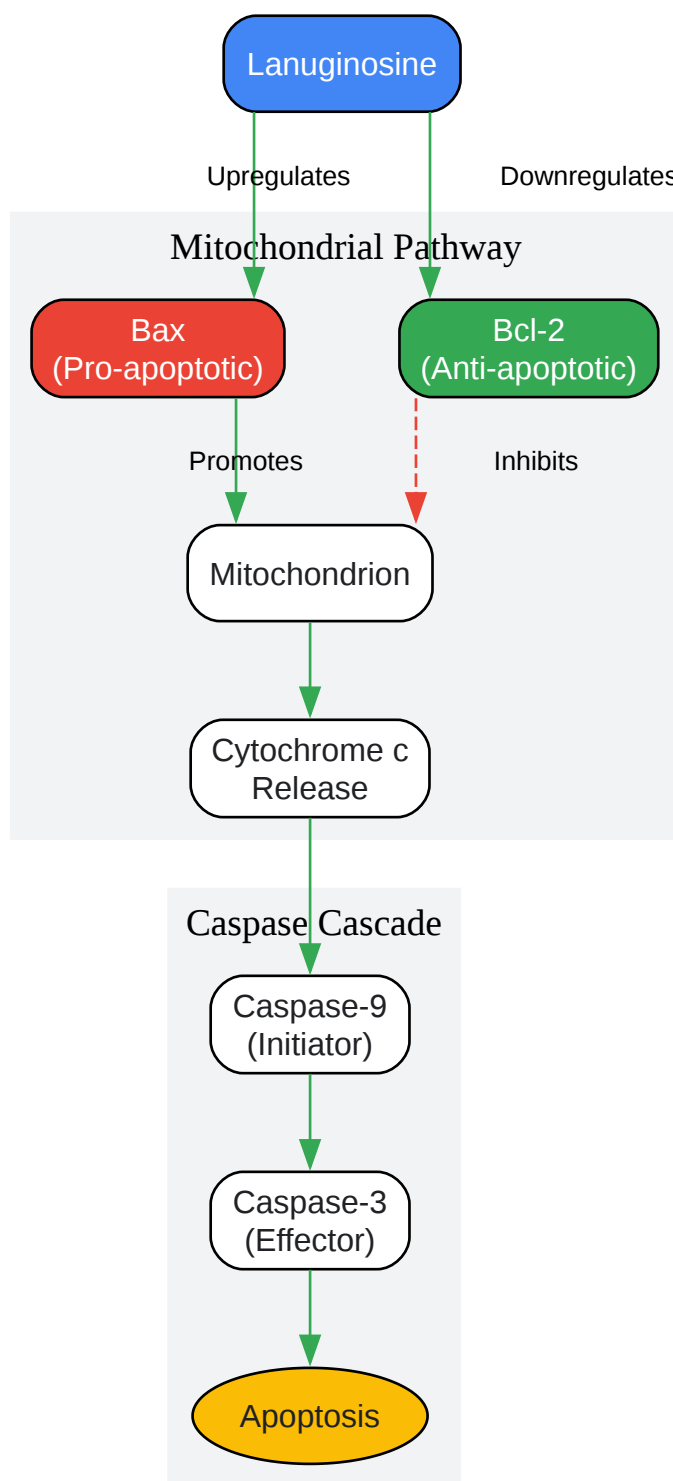 Lanuginosine
Upregulates
Downregulates
Mitochondrial Pathway
Bax
(Pro-apoptotic)
Bcl-2
(Anti-apoptotic)
Promotes
Inhibits
Mitochondrion
Cytochrome c
Release
Caspase Cascade
Caspase-9
(Initiator)
Caspase-3
(Effector)
Apoptosis